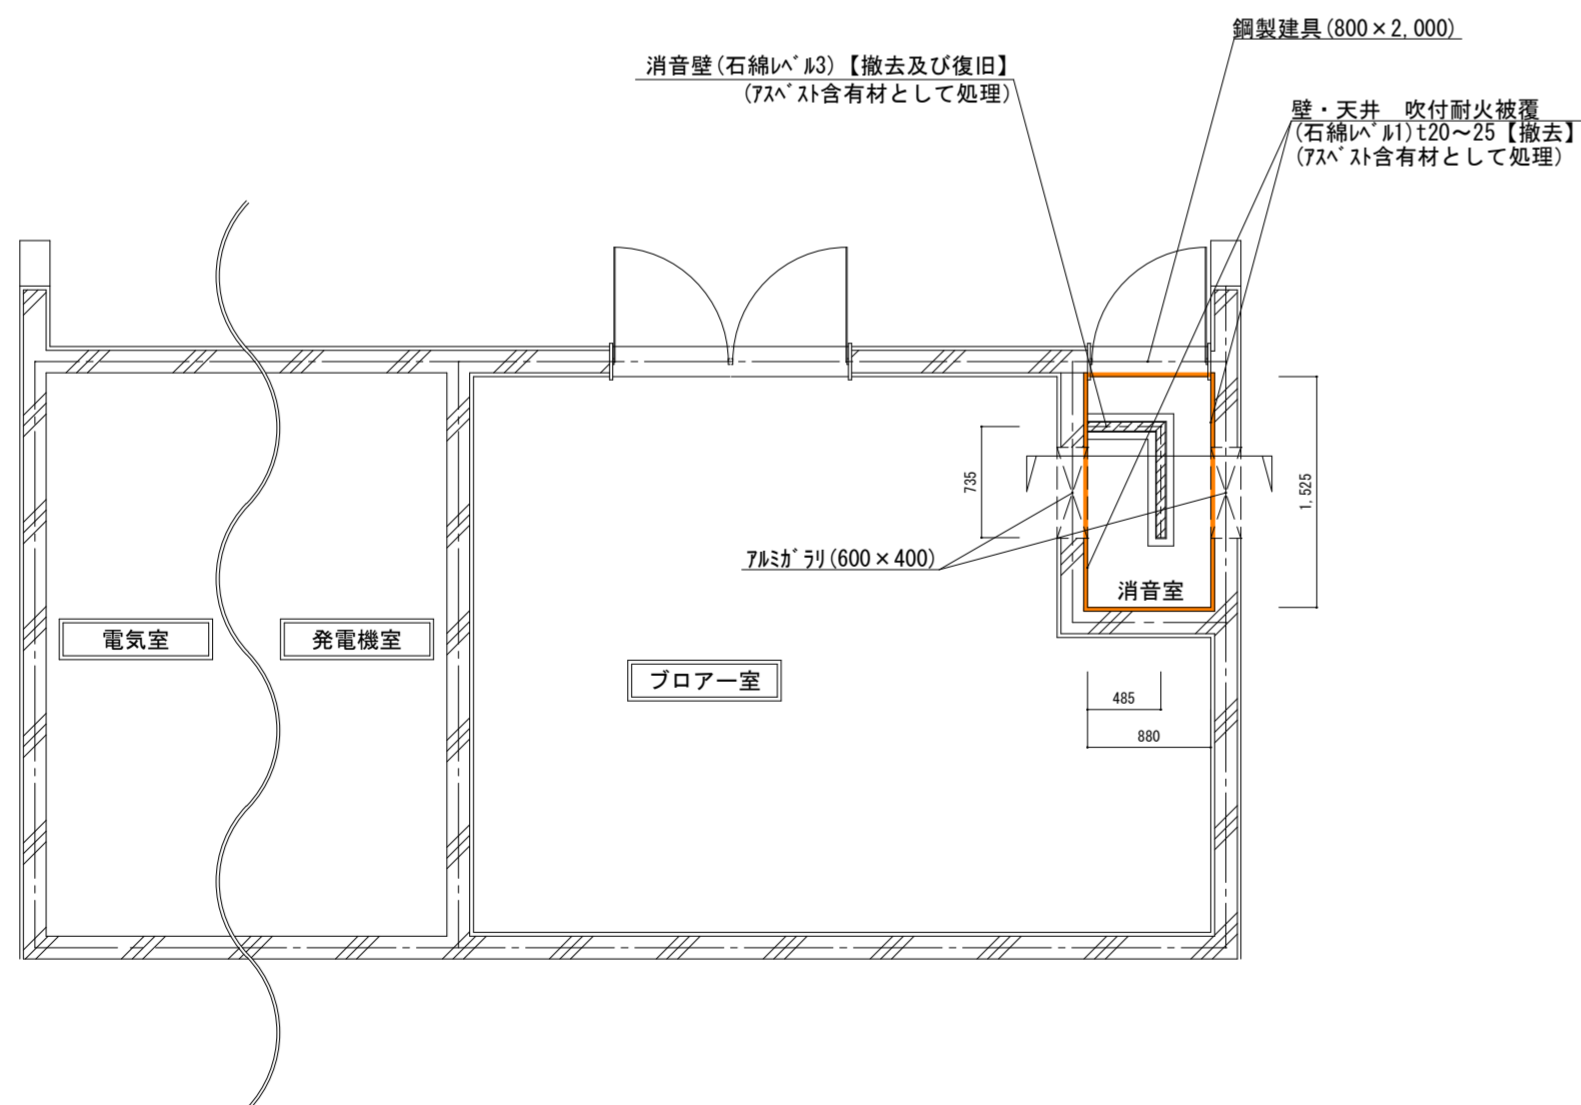 鋼製建具(800×2,000)
消音壁(石綿ﾚﾍﾞﾙ3)【撤去及び復旧】
(ｱｽﾍﾞｽﾄ含有材として処理)
壁・天井　吹付耐火被覆
(石綿ﾚﾍﾞﾙ1)t20～25【撤去】
(ｱｽﾍﾞｽﾄ含有材として処理)
735
1,525
ｱﾙﾐｶﾞﾗﾘ(600×400)
消音室
電気室
発電機室
ブロアー室
485
880